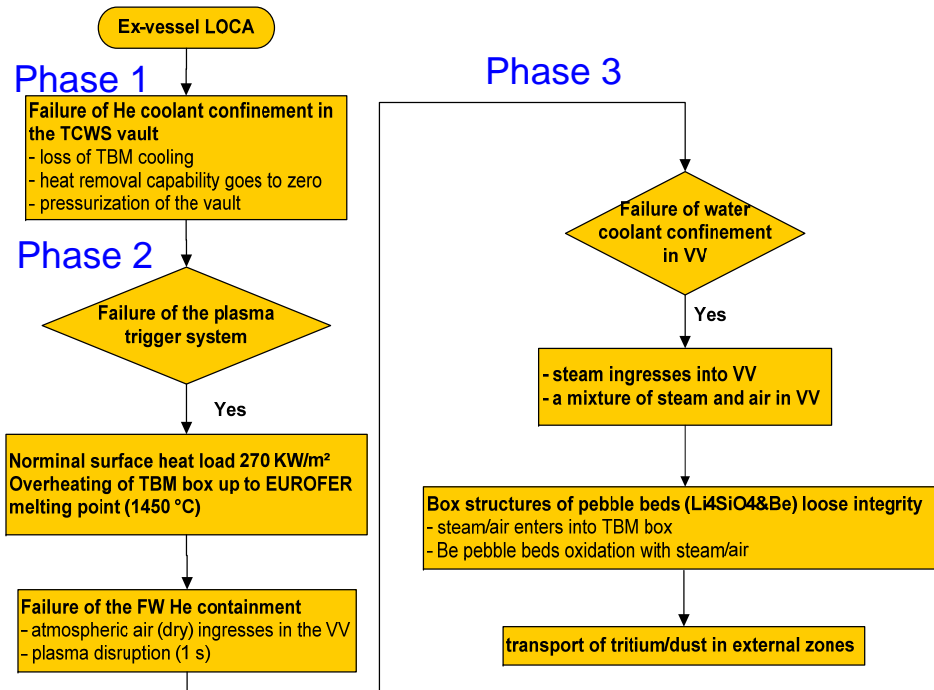 Ex-vessel LOCA
Phase 1
Failure of He coolant confinement in
the TCWS vault
- loss of TBM cooling
- heat removal capability goes to zero
- pressurization of the vault
Phase 2
Failure of the plasma
trigger system
Yes
Norminal surface heat load 270 KW/m²
Overheating of TBM box up to EUROFER
melting point (1450 °C)
Failure of the FW He containment
- atmospheric air (dry) ingresses in the VV
- plasma disruption (1 s)
Phase 3
Failure of water
coolant confinement
in VV
Yes
- steam ingresses into VV
- a mixture of steam and air in VV
Box structures of pebble beds (Li4SiO4&Be) loose integrity
- steam/air enters into TBM box
- Be pebble beds oxidation with steam/air
transport of tritium/dust in external zones